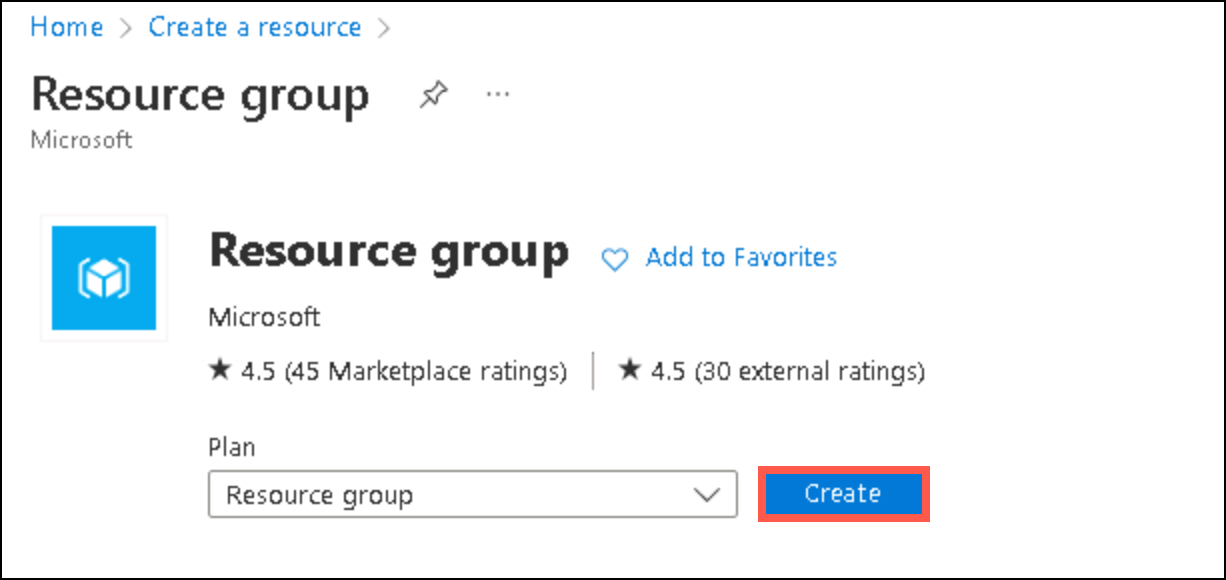 Home > Create a resource >
Resource group ...
Microsoft
Resource group Add to Favorites
Microsoft
★ 4.5 (45 Marketplace ratings) | ★ 4.5 (30 external ratings)
Plan
Resource group Create